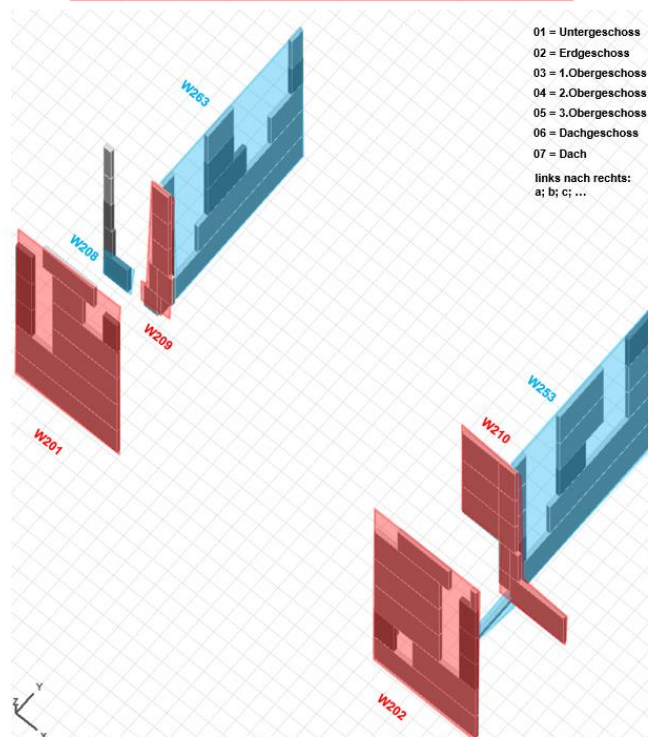 01 = Untergeschoss
02 = Erdgeschoss
03 = 1.Obergeschoss
04 = 2.Obergeschoss
05 = 3.Obergeschoss
06 = Dachgeschoss
07 = Dach
links nach rechts:
a; b; c; ...
W263
W208
W209
W201
W253
W210
W202
Z
Y
X